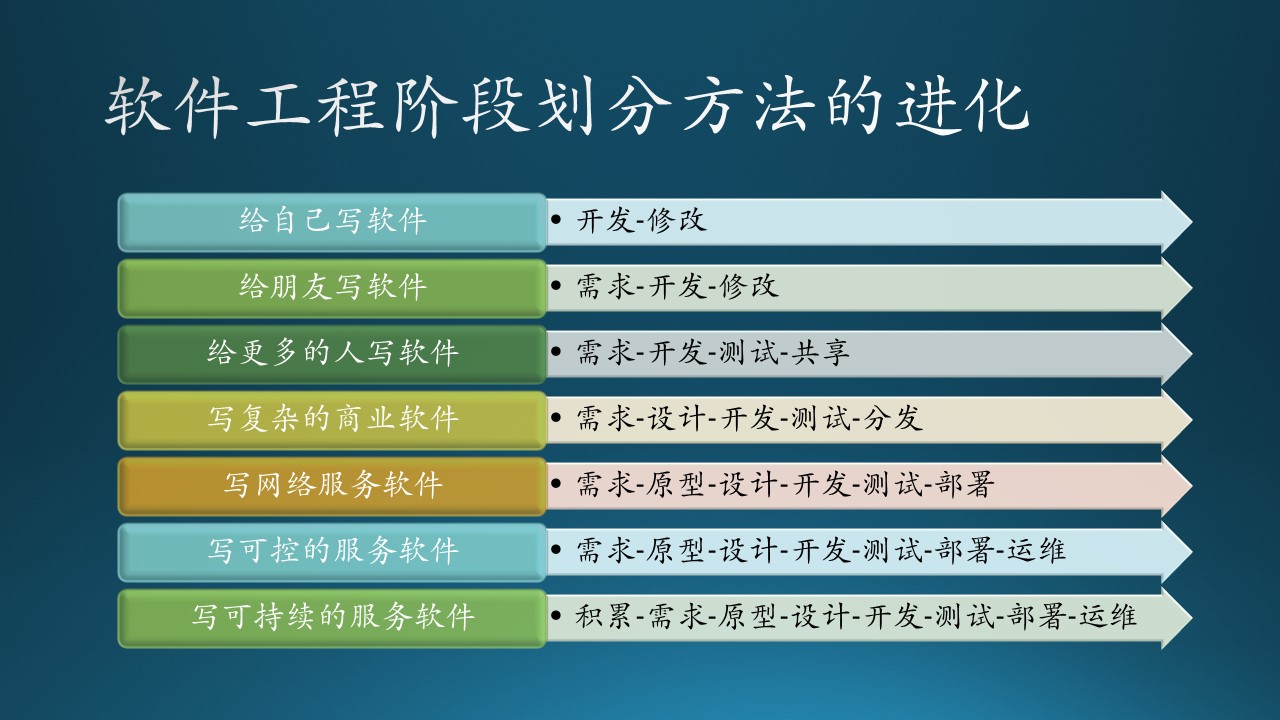 软件工程阶段划分方法的进化
给自己写软件
• 开发-修改
给朋友写软件
• 需求-开发-修改
给更多的人写软件
• 需求-开发-测试-共享
写复杂的商业软件
• 需求-设计-开发-测试-分发
写网络服务软件
• 需求-原型-设计-开发-测试-部署
写可控的服务软件
• 需求-原型-设计-开发-测试-部署-运维
写可持续的服务软件
• 积累-需求-原型-设计-开发-测试-部署-运维